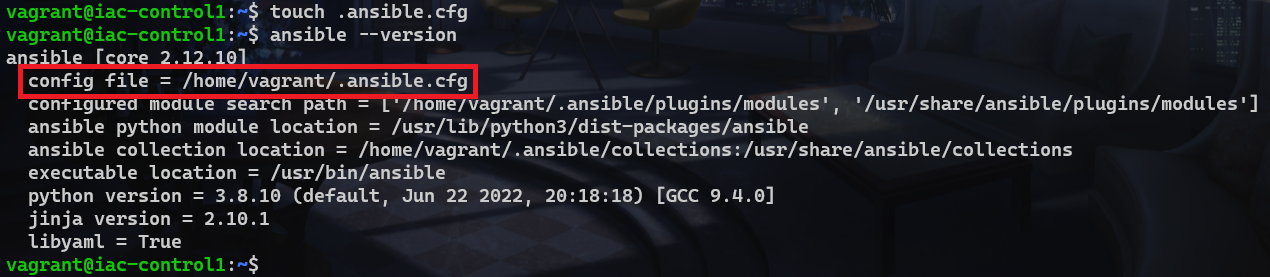 vagrant@iac-control1:~$ touch .ansible.cfg
vagrant@iac-control1:~$ ansible --version
ansible [core 2.12.10]
  config file = /home/vagrant/.ansible.cfg
  configured module search path = ['/home/vagrant/.ansible/plugins/modules', '/usr/share/ansible/plugins/modules']
  ansible python module location = /usr/lib/python3/dist-packages/ansible
  ansible collection location = /home/vagrant/.ansible/collections:/usr/share/ansible/collections
  executable location = /usr/bin/ansible
  python version = 3.8.10 (default, Jun 22 2022, 20:18:18) [GCC 9.4.0]
  jinja version = 2.10.1
  libyaml = True
vagrant@iac-control1:~$